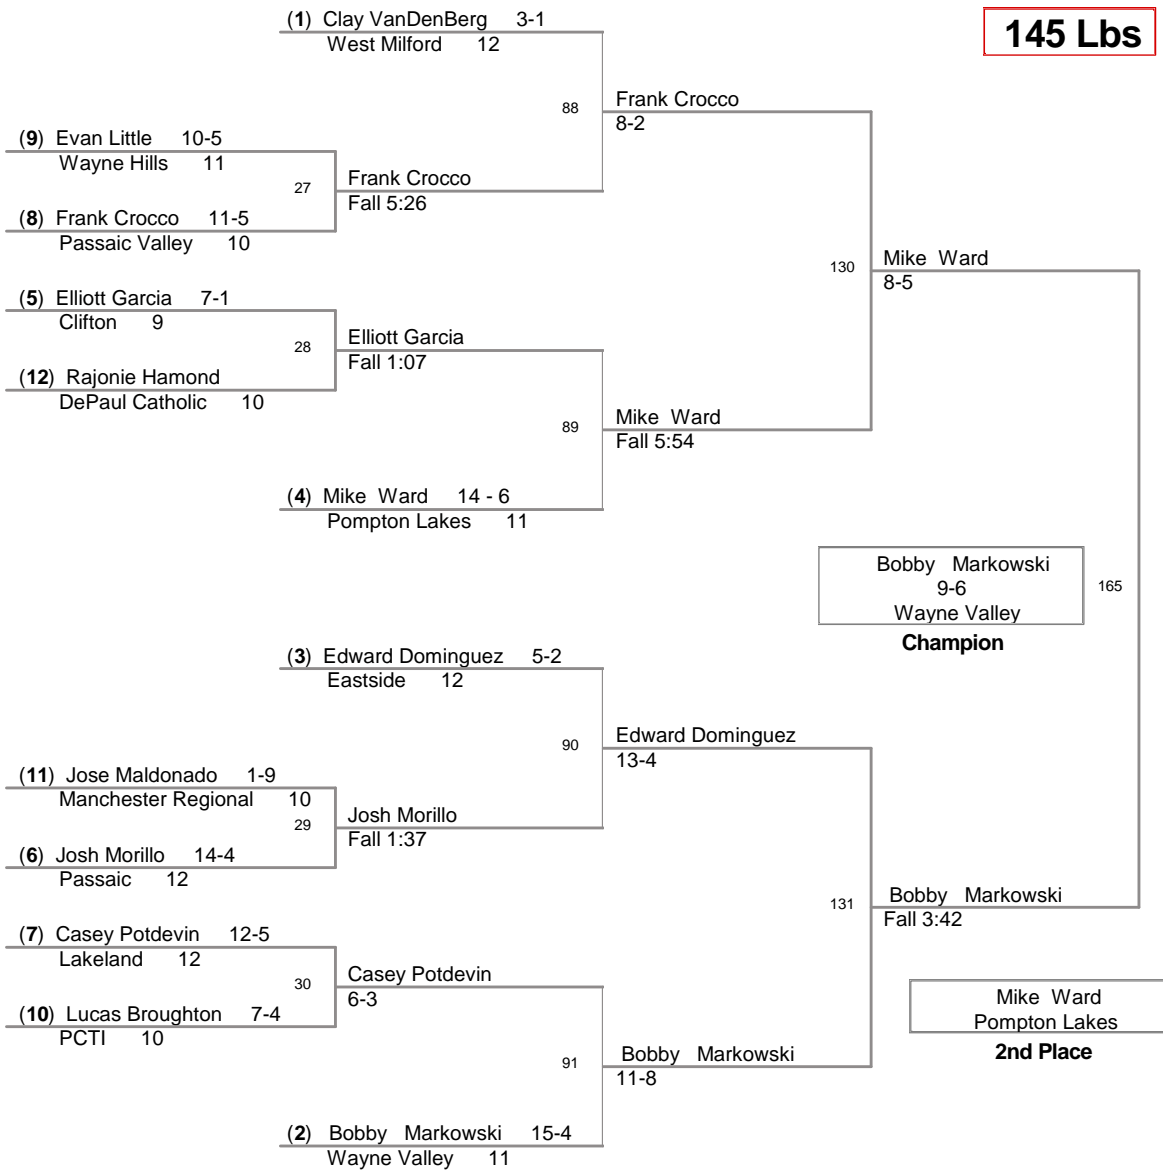 (1) Clay VanDenBerg 3-1
West Milford 12
145 Lbs
88
Frank Crocco
8-2
(9) Evan Little 10-5
Wayne Hills 11
27
Frank Crocco
Fall 5:26
(8) Frank Crocco 11-5
Passaic Valley 10
130
Mike Ward
8-5
(5) Elliott Garcia 7-1
Clifton 9
28
Elliott Garcia
Fall 1:07
(12) Rajonie Hamond
DePaul Catholic 10
89
Mike Ward
Fall 5:54
(4) Mike Ward 14 - 6
Pompton Lakes 11
Bobby Markowski
9-6
Wayne Valley
Champion
165
(3) Edward Dominguez 5-2
Eastside 12
90
Edward Dominguez
13-4
(11) Jose Maldonado 1-9
Manchester Regional 10
29
Josh Morillo
Fall 1:37
(6) Josh Morillo 14-4
Passaic 12
131
Bobby Markowski
Fall 3:42
(7) Casey Potdevin 12-5
Lakeland 12
30
Casey Potdevin
6-3
(10) Lucas Broughton 7-4
PCTI 10
Mike Ward
Pompton Lakes
2nd Place
91
Bobby Markowski
11-8
(2) Bobby Markowski 15-4
Wayne Valley 11